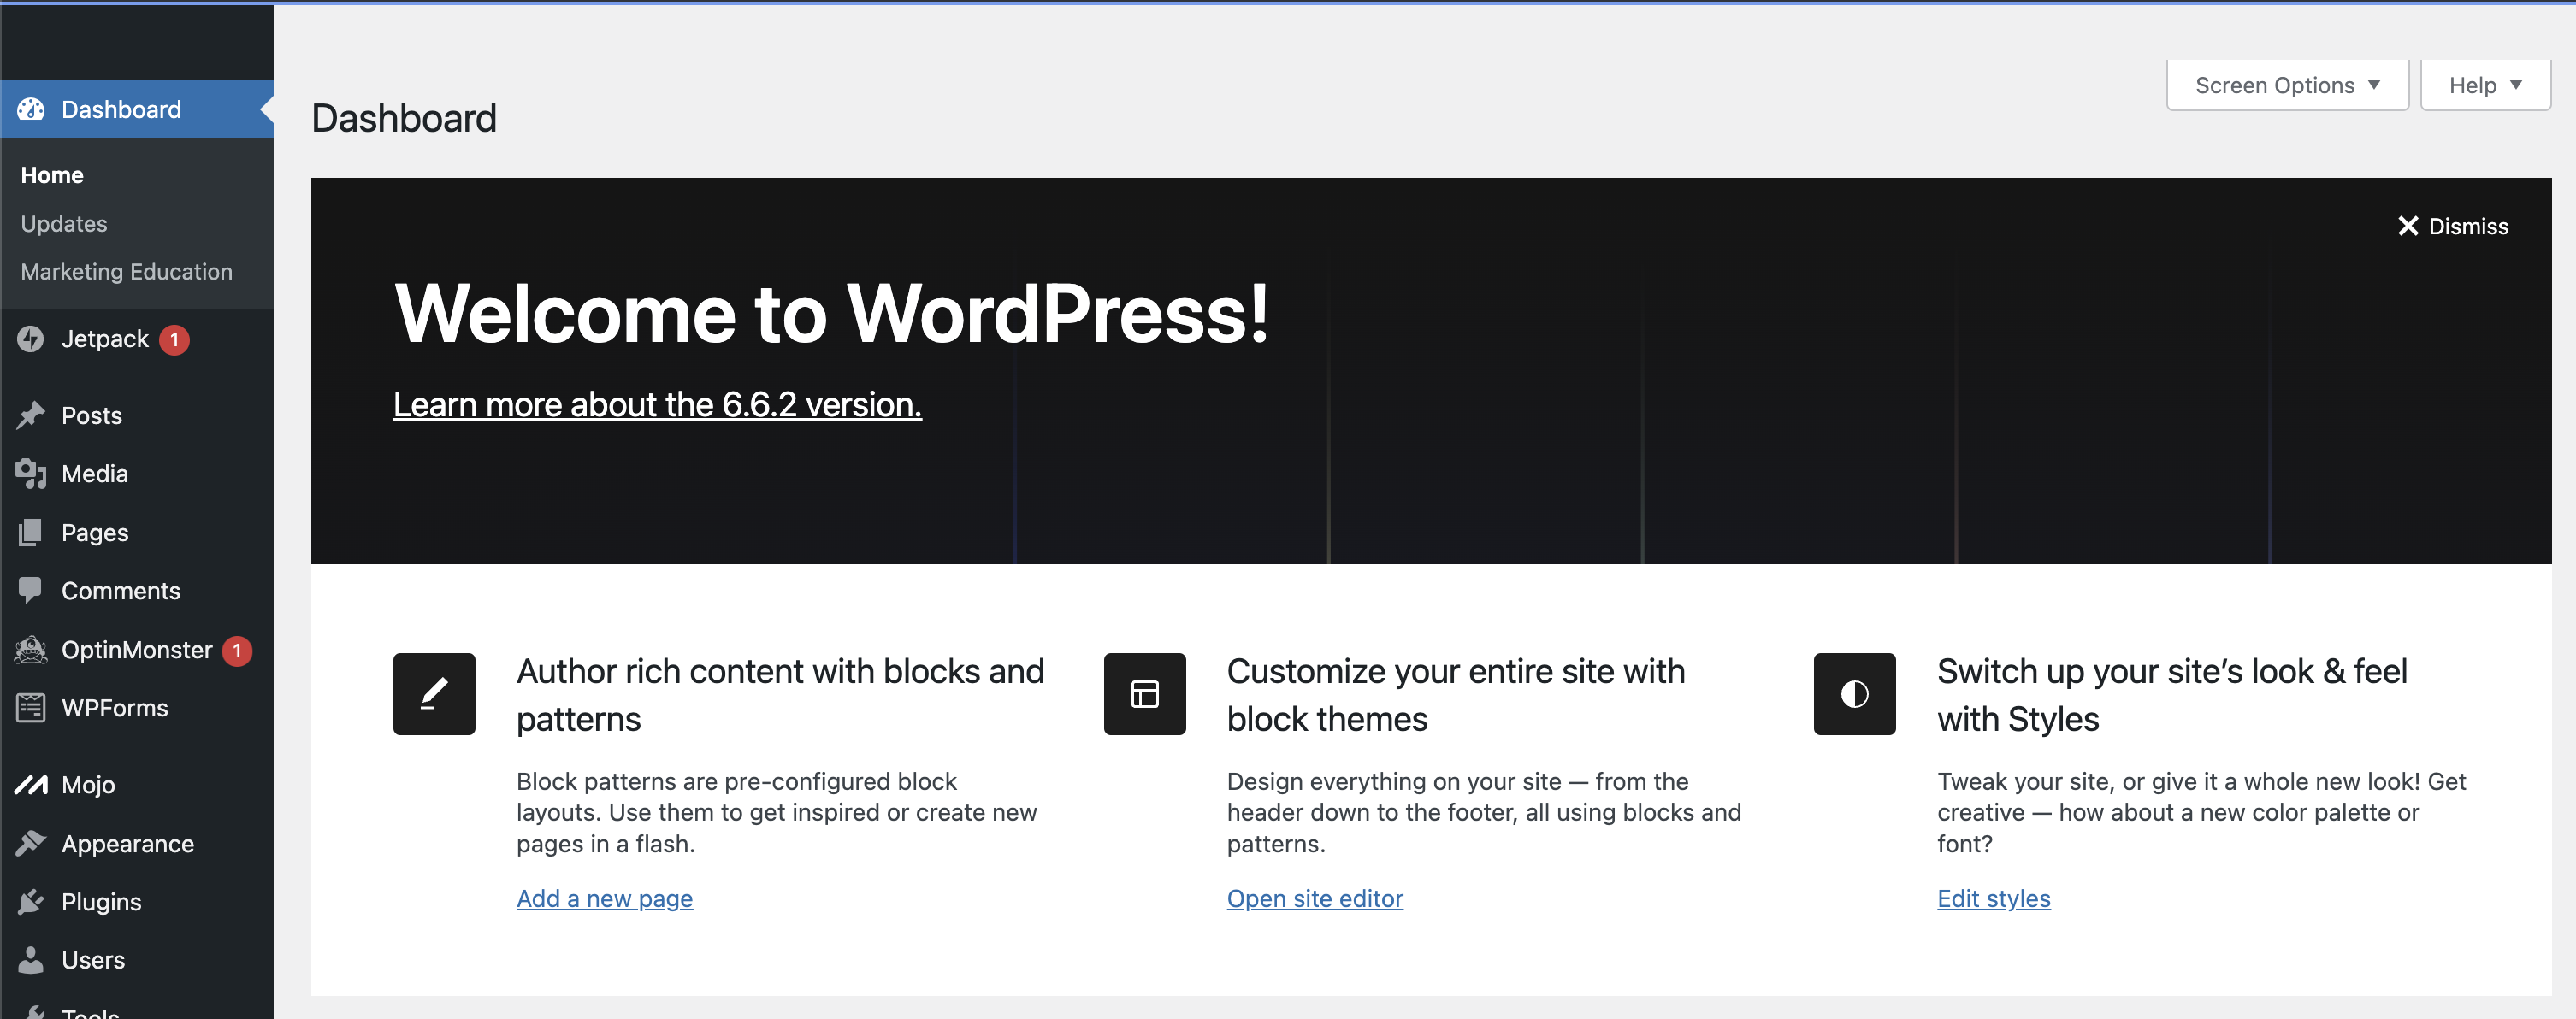 Dashboard
Home
Updates
Marketing Education
Jetpack 1
Posts
Media
Pages
Comments
OptinMonster 1
WPForms
Mojo
Appearance
Plugins
Users
Tools
Screen Options
Help
Dashboard
Dismiss
Welcome to WordPress!
Learn more about the 6.6.2 version.
Author rich content with blocks and
patterns
Block patterns are pre-configured block
layouts. Use them to get inspired or create new
pages in a flash.
Add a new page
Customize your entire site with
block themes
Design everything on your site — from the
header down to the footer, all using blocks and
patterns.
Open site editor
Switch up your site’s look & feel
with Styles
Tweak your site, or give it a whole new look! Get
creative — how about a new color palette or
font?
Edit styles